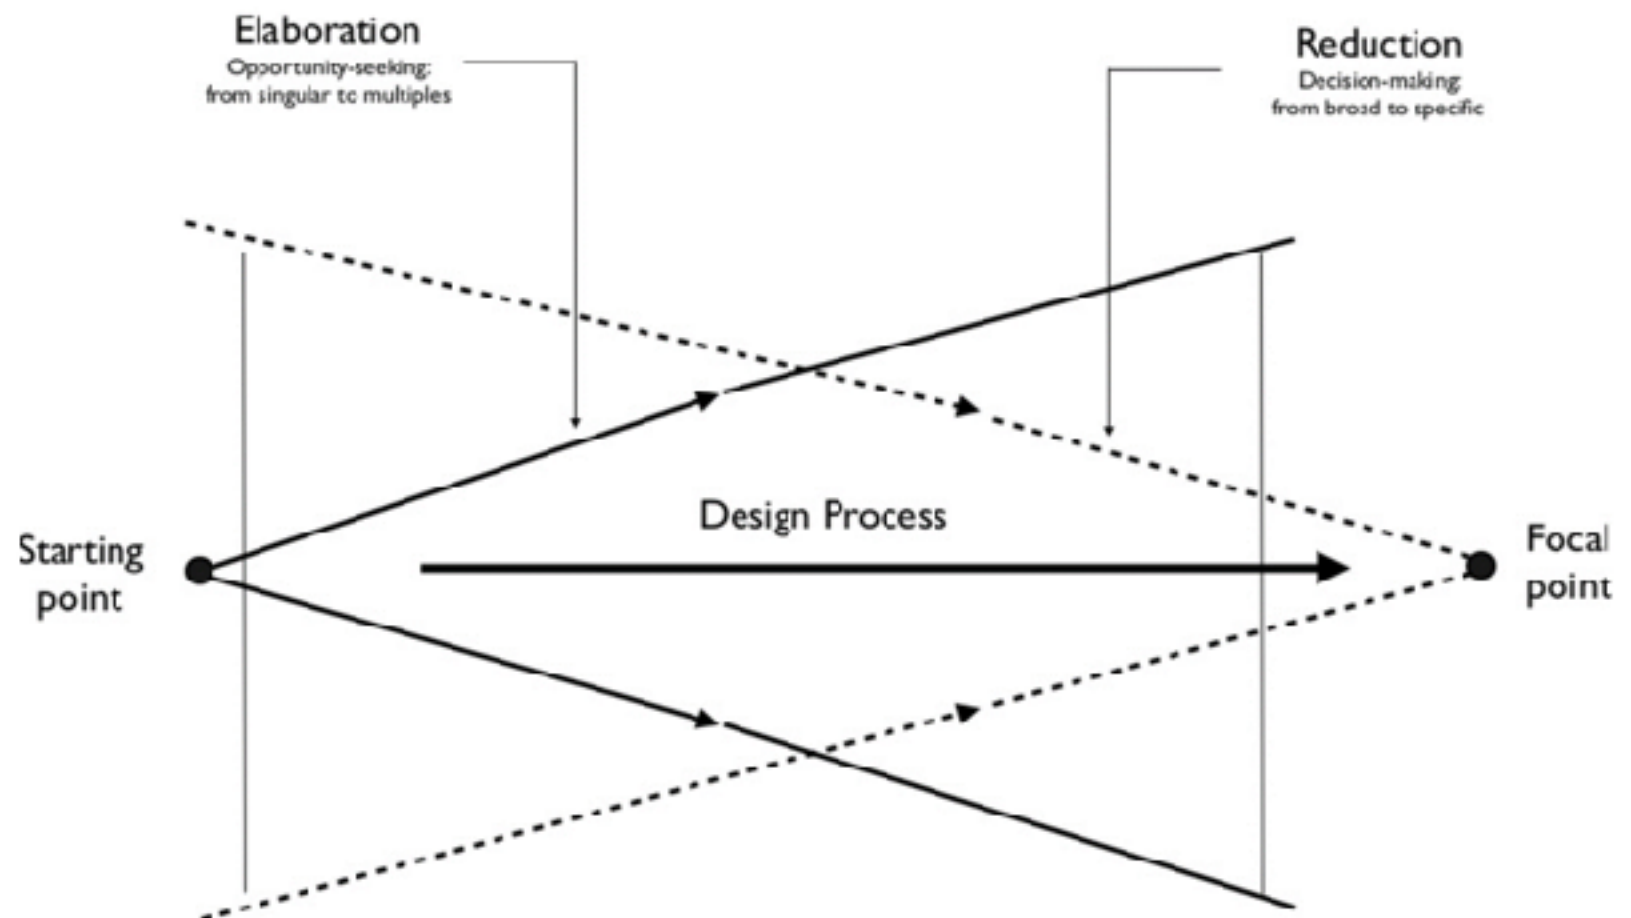 Elaboration
Opportunity-seeking:
from singular to multiples
Reduction
Decision-making:
from broad to specific
Design Process
Starting
point
Focal
point